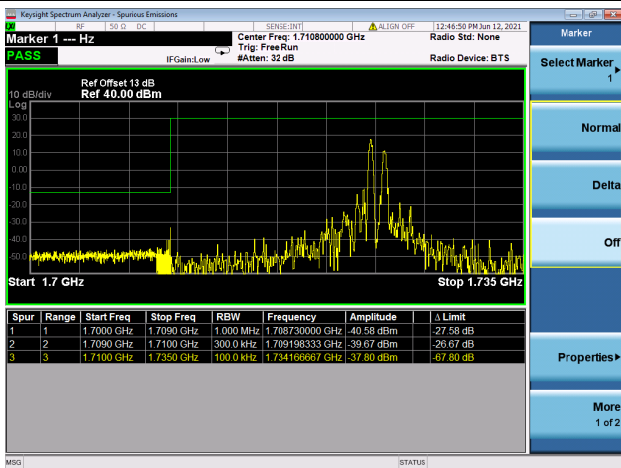 Keysight Spectrum Analyzer - Spurious Emissions
RF 50 Ω DC SENSE:INT ALIGN OFF 12:46:50 PM Jun 12, 2021
Marker 1 --- Hz Center Freq: 1.710800000 GHz Radio Std: None Marker
Trig: Free Run
PASS IFGain:Low #Atten: 32 dB Radio Device: BTS
Select Marker
1
Ref Offset 13 dB
10 dB/div Ref 40.00 dBm
Log
30.0
20.0
Normal
10.0
0.00
-10.0
Delta
-20.0
-30.0
-40.0
Off
-50.0
Start 1.7 GHz Stop 1.735 GHz
Spur Range Start Freq Stop Freq RBW Frequency Amplitude Δ Limit
1 1 1.7000 GHz 1.7090 GHz 1.000 MHz 1.708730000 GHz -40.58 dBm -27.58 dB
2 2 1.7090 GHz 1.7100 GHz 300.0 kHz 1.709198333 GHz -39.67 dBm -26.67 dB
3 3 1.7100 GHz 1.7350 GHz 100.0 kHz 1.734166667 GHz -37.80 dBm -67.80 dB
Properties
More
1 of 2
MSG STATUS